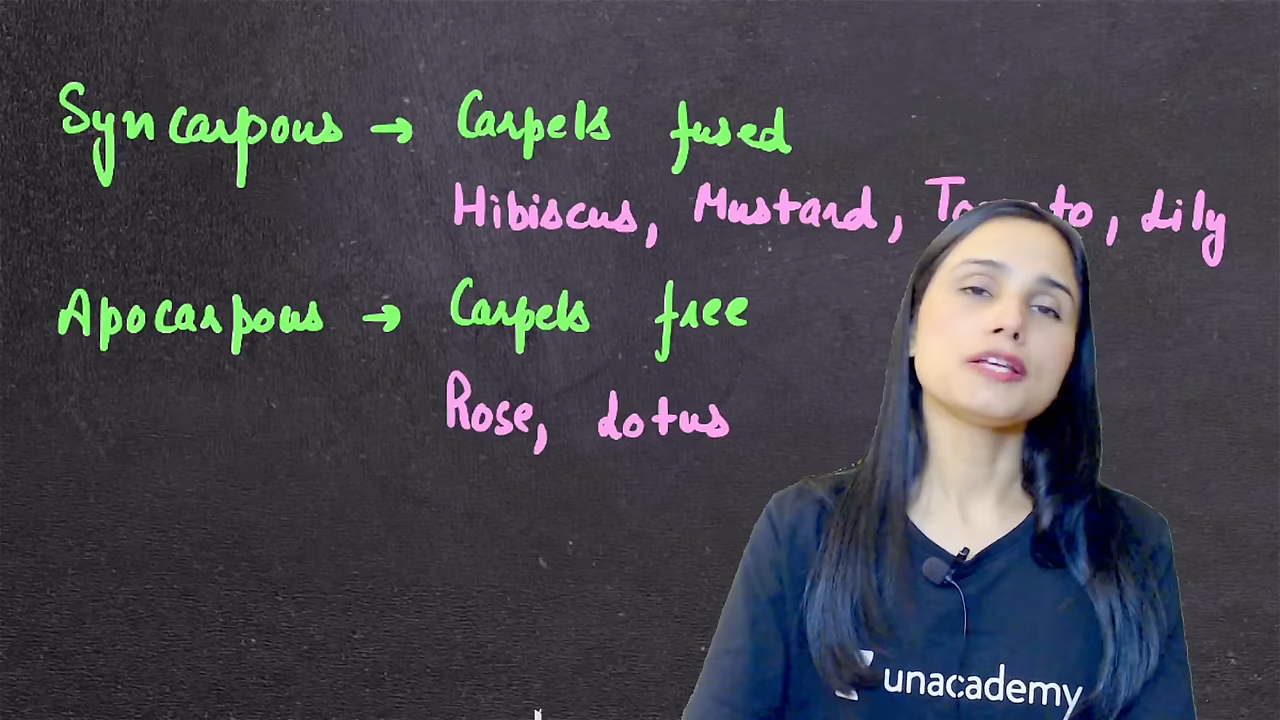 Syncarpous → Carpels fused
Hibiscus, Mustard, , Lily
Apocarpous → Carpels free
Rose, Lotus
unacademy